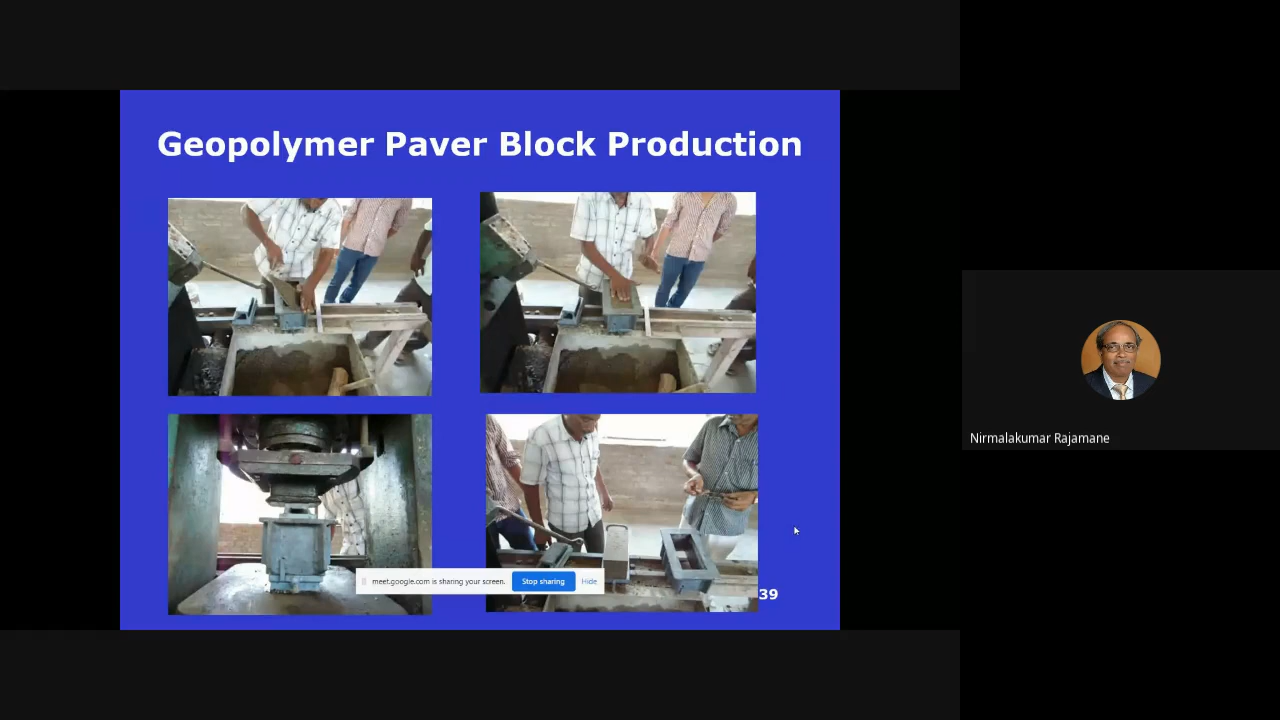 Geopolymer Paver Block Production
meet.google.com is sharing your screen. Stop sharing Hide
39
Nirmalakumar Rajamane